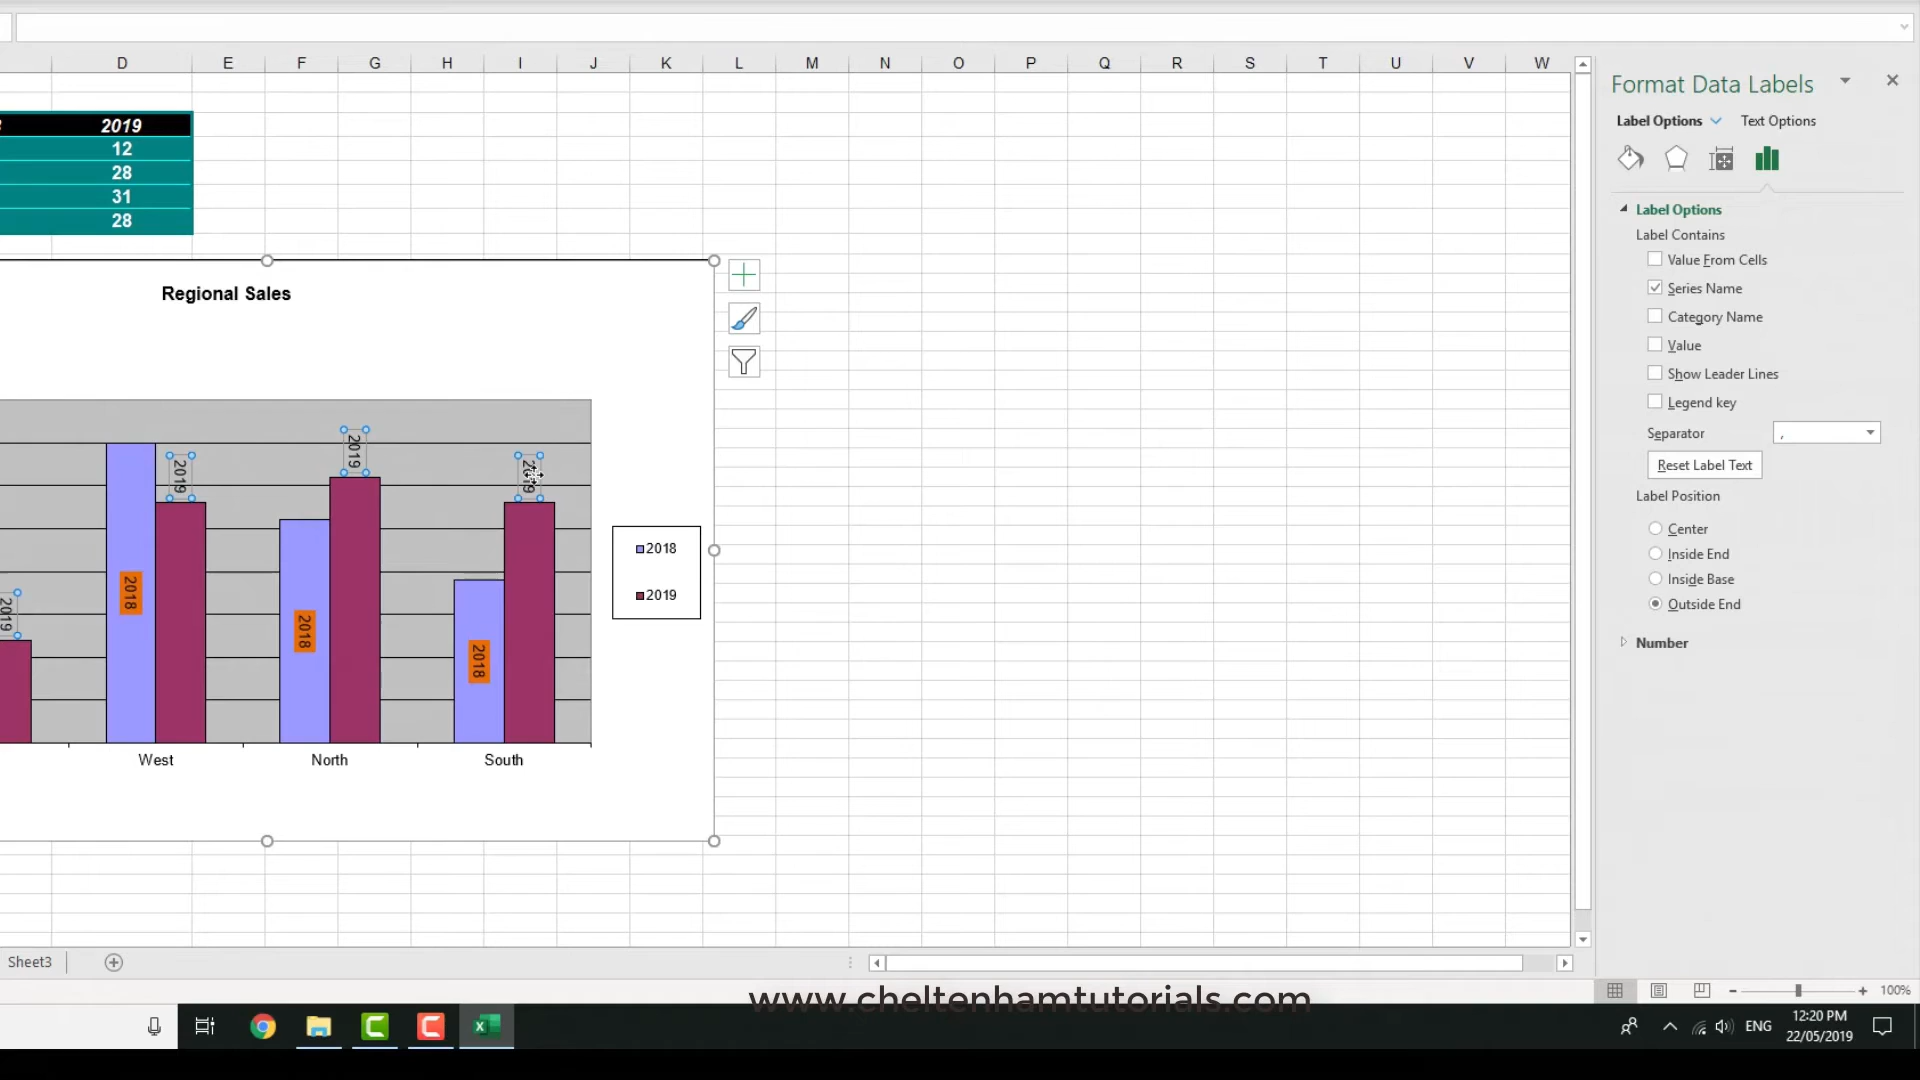 D E F G H I J K L M N O P Q R S T U V W
2019
12
28
31
28
Regional Sales
2019
2019
2019
2019
2018
2018
2018
2018
2019
West North South
Sheet3
Format Data Labels
Label Options Text Options
Label Options
Label Contains
Value From Cells
Series Name
Category Name
Value
Show Leader Lines
Legend key
Separator ,
Reset Label Text
Label Position
Center
Inside End
Inside Base
Outside End
Number
100%
www.cheltenhamtutorials.com
ENG
12:20 PM
22/05/2019